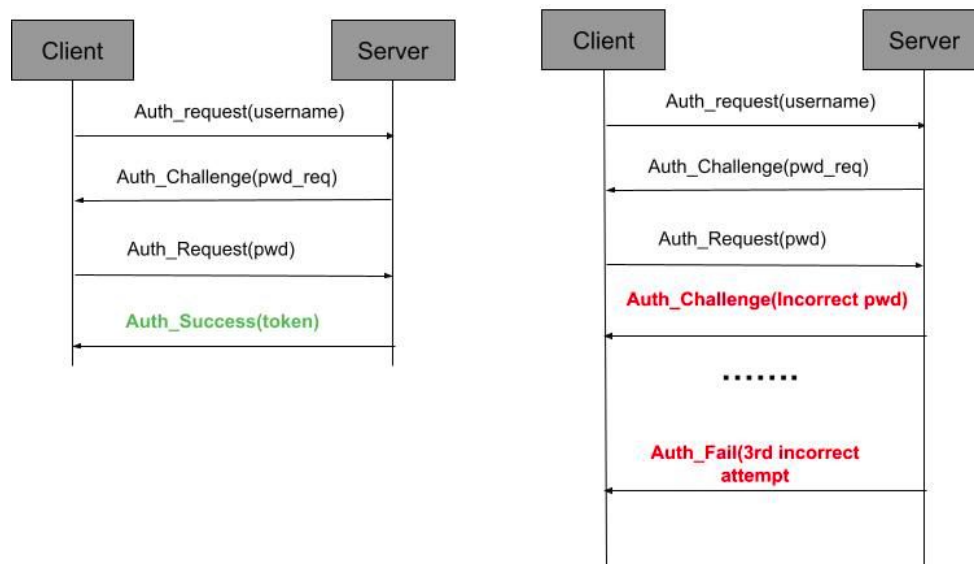 Client
Server
Auth_request(username)
Auth_Challenge(pwd_req)
Auth_Request(pwd)
Auth_Success(token)
Client
Server
Auth_request(username)
Auth_Challenge(pwd_req)
Auth_Request(pwd)
Auth_Challenge(Incorrect pwd)
.......
Auth_Fail(3rd incorrect
attempt